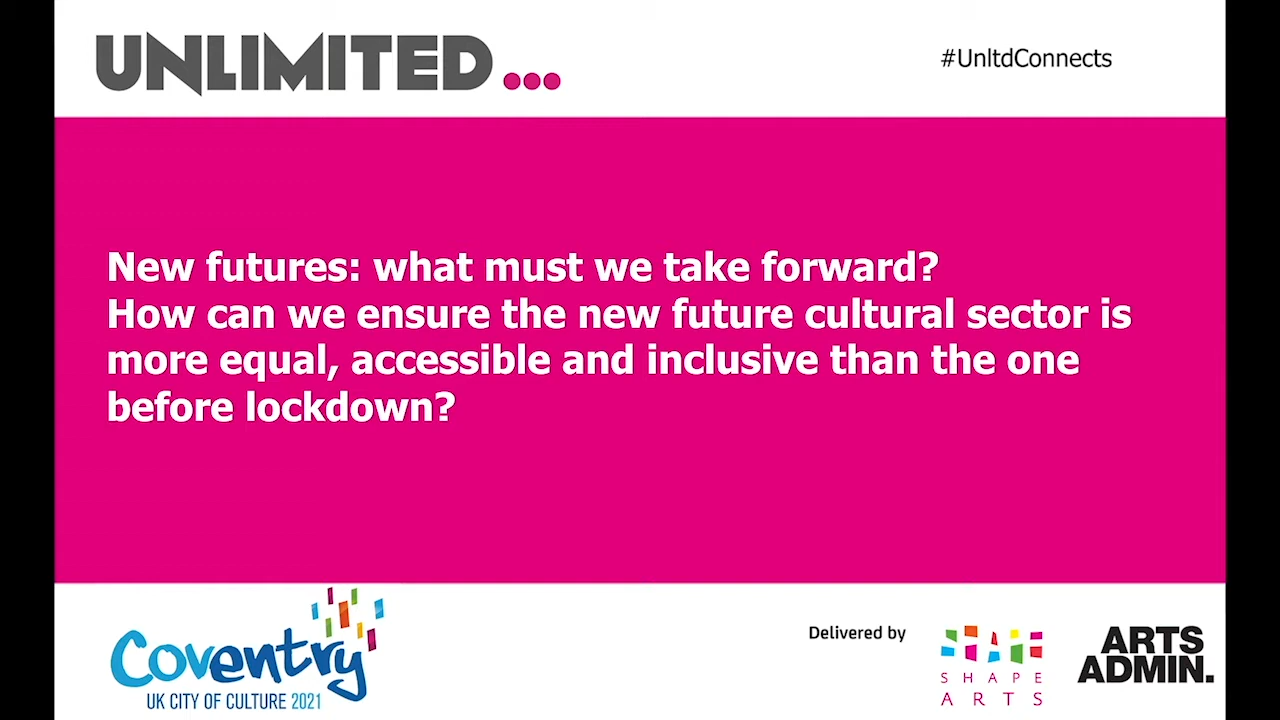 UNLIMITED...
#UnltdConnects
New futures: what must we take forward?
How can we ensure the new future cultural sector is
more equal, accessible and inclusive than the one
before lockdown?
Coventry
UK CITY OF CULTURE 2021
Delivered by
SHAPE
ARTS
ARTS
ADMIN.